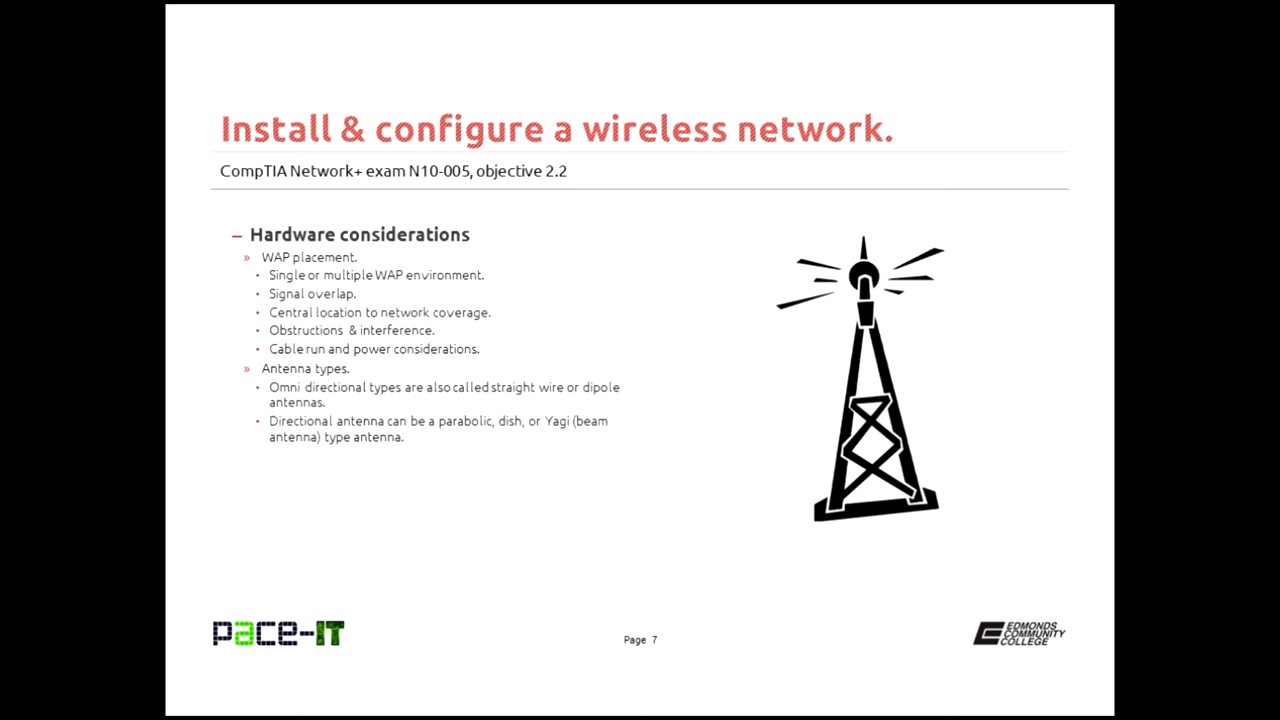 Install & configure a wireless network.
CompTIA Network+ exam N10-005, objective 2.2
– Hardware considerations
» WAP placement.
• Single or multiple WAP environment.
• Signal overlap.
• Central location to network coverage.
• Obstructions & interference.
• Cable run and power considerations.
» Antenna types.
• Omni directional types are also called straight wire or dipole
antennas.
• Directional antenna can be a parabolic, dish, or Yagi (beam
antenna) type antenna.
pace-IT
Page 7
EDMONDS
COMMUNITY
COLLEGE